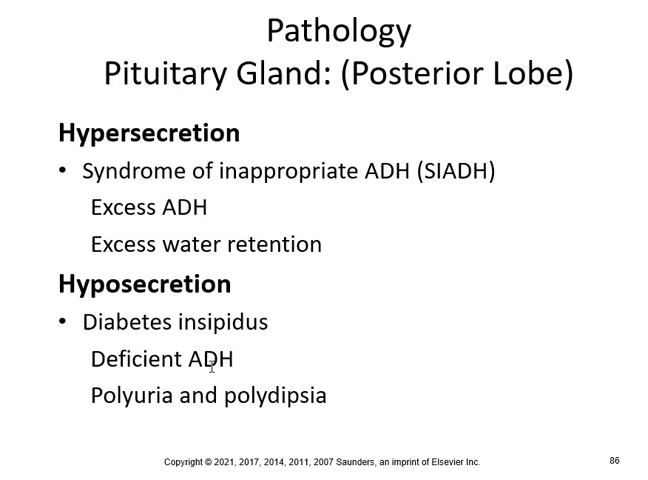 Pathology
Pituitary Gland: (Posterior Lobe)
Hypersecretion
• Syndrome of inappropriate ADH (SIADH)
Excess ADH
Excess water retention
Hyposecretion
• Diabetes insipidus
Deficient ADH
Polyuria and polydipsia
Copyright © 2021, 2017, 2014, 2011, 2007 Saunders, an imprint of Elsevier Inc.
86